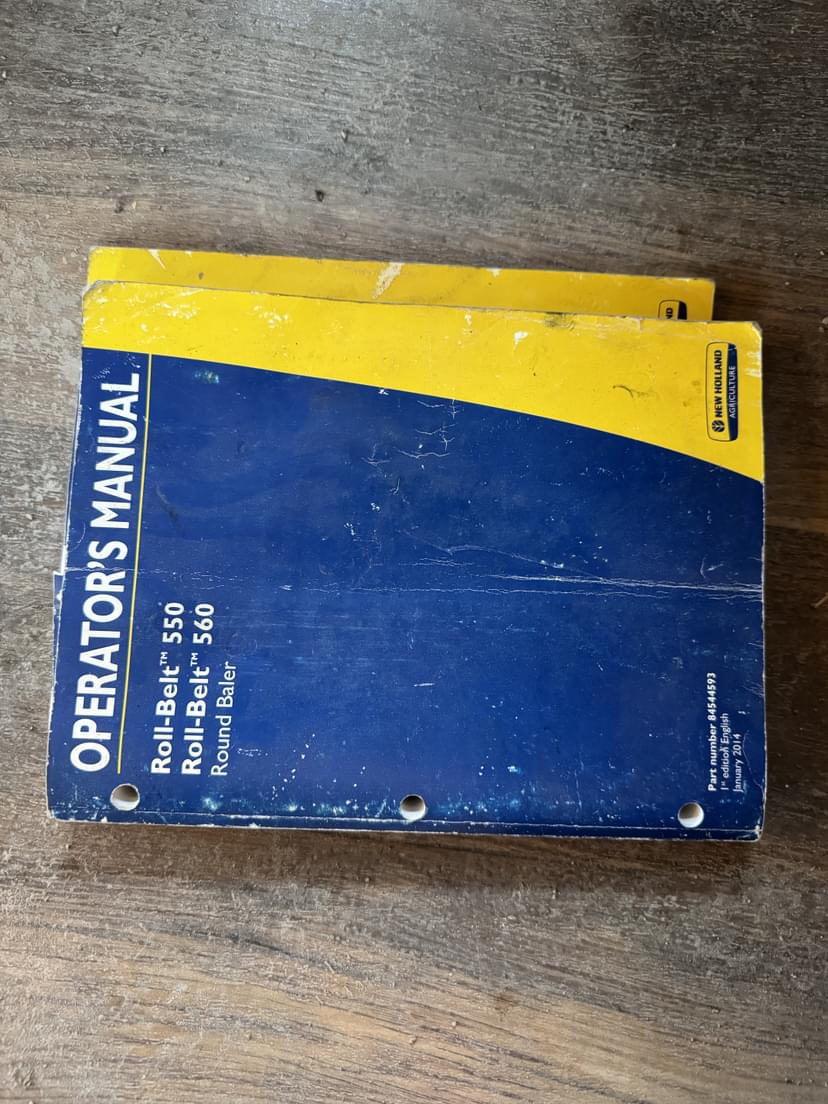 OPERATOR'S MANUAL
Roll-Belt™ 550
Roll-Belt™ 560
Round Baler
Part number 84544593
1st edition English
January 2014
NEW HOLLAND
AGRICULTURE
ND